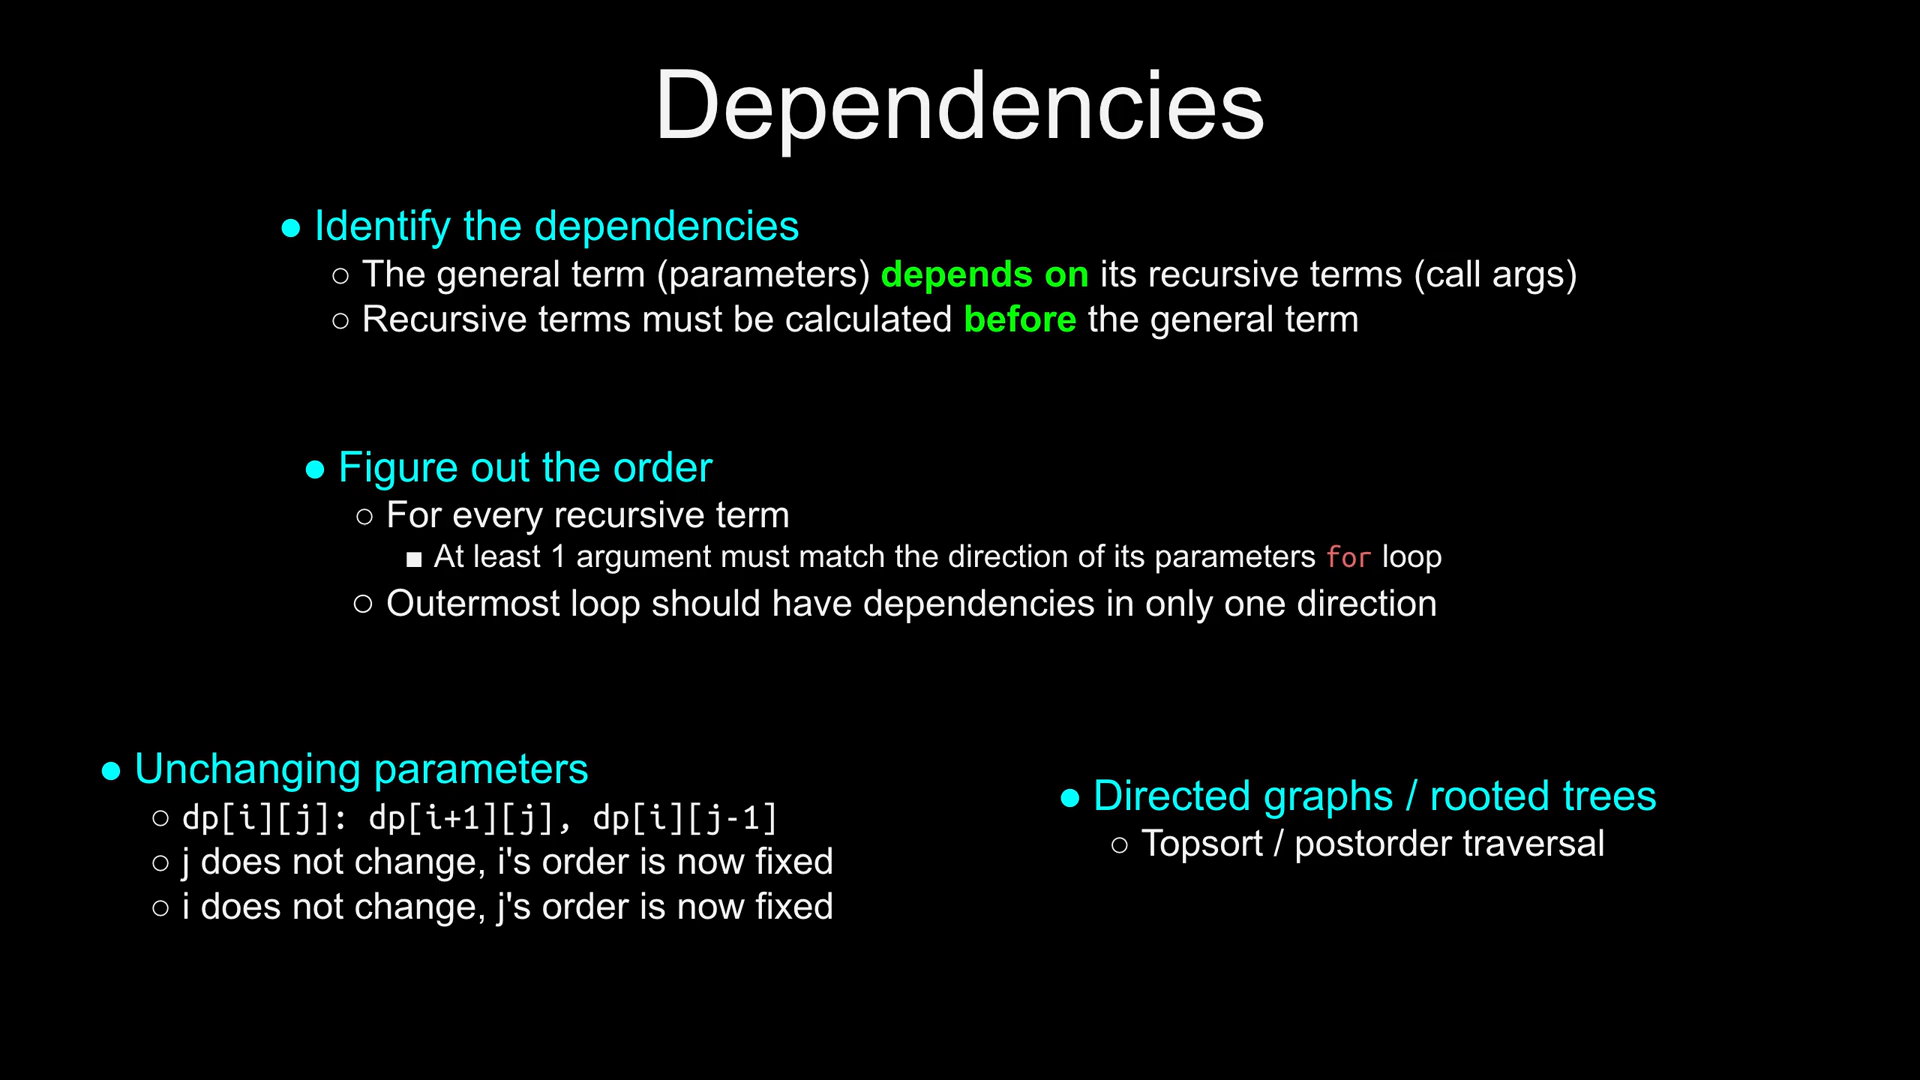 Dependencies
● Identify the dependencies
○ The general term (parameters) depends on its recursive terms (call args)
○ Recursive terms must be calculated before the general term
● Figure out the order
○ For every recursive term
■ At least 1 argument must match the direction of its parameters for loop
○ Outermost loop should have dependencies in only one direction
● Unchanging parameters
○ dp[i][j]: dp[i+1][j], dp[i][j-1]
○ j does not change, i's order is now fixed
○ i does not change, j's order is now fixed
● Directed graphs / rooted trees
○ Topsort / postorder traversal